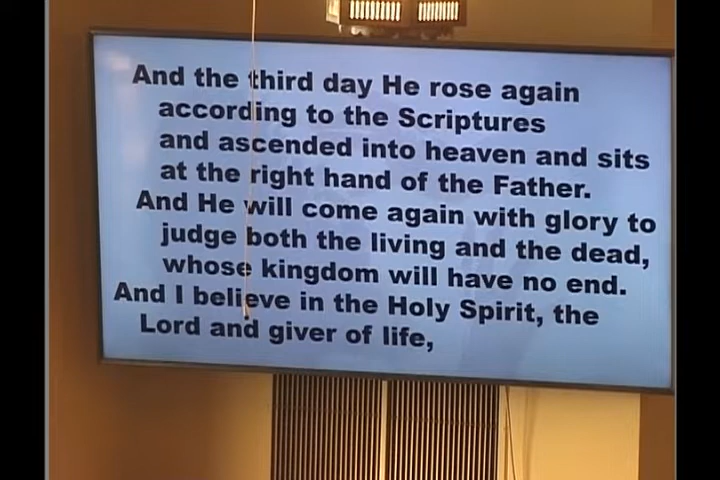 And the third day He rose again
according to the Scriptures
and ascended into heaven and sits
at the right hand of the Father.
And He will come again with glory to
judge both the living and the dead,
whose kingdom will have no end.
And I believe in the Holy Spirit, the
Lord and giver of life,